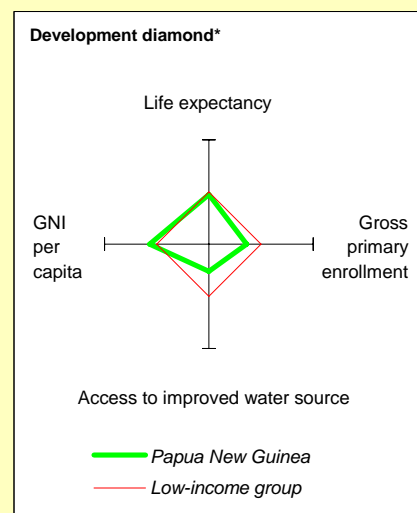 Development diamond*
Life expectancy
GNI
per
capita
Gross
primary
enrollment
Access to improved water source
Papua New Guinea
Low-income group